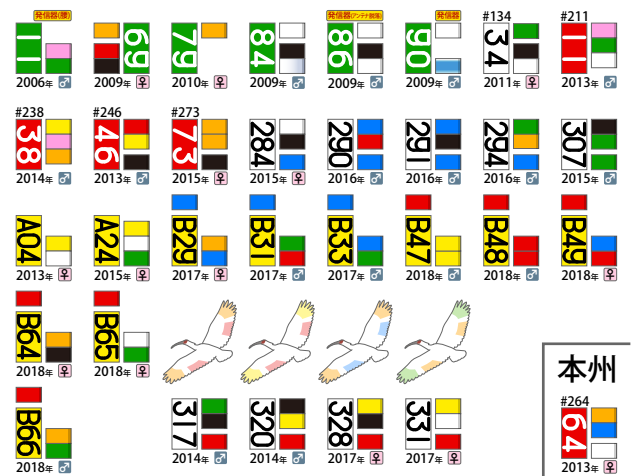 発信器(腰) 発信器(アンテナ脱落) 発信器
#134 #211
11 69 79 84 86 90 34 11
2006年 ♂ 2009年 ♀ 2010年 ♀ 2009年 ♂ 2009年 ♂ 2009年 ♂ 2011年 ♀ 2013年 ♂
#238 #246 #273
38 46 73 284 290 291 294 307
2014年 ♂ 2013年 ♂ 2015年 ♀ 2015年 ♀ 2016年 ♂ 2016年 ♂ 2016年 ♂ 2015年 ♂
A04 A24 B29 B31 B33 B47 B48 B49
2013年 ♀ 2015年 ♀ 2017年 ♀ 2017年 ♂ 2017年 ♂ 2018年 ♂ 2018年 ♂ 2018年 ♀
B64 B65
2018年 ♀ 2018年 ♀
本州
#264
B66 317 320 328 331 64
2018年 ♂ 2014年 ♂ 2014年 ♂ 2017年 ♀ 2017年 ♀ 2013年 ♀